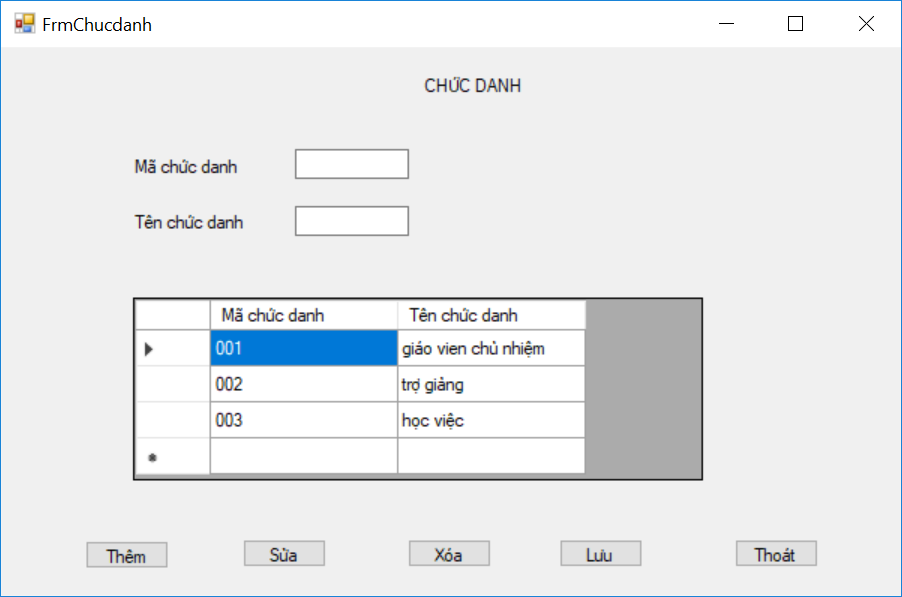 FrmChucdanh
CHỨC DANH
Mã chức danh
Tên chức danh
Mã chức danh Tên chức danh
001 giáo vien chủ nhiệm
002 trợ giảng
003 học việc
Thêm Sửa Xóa Lưu Thoát